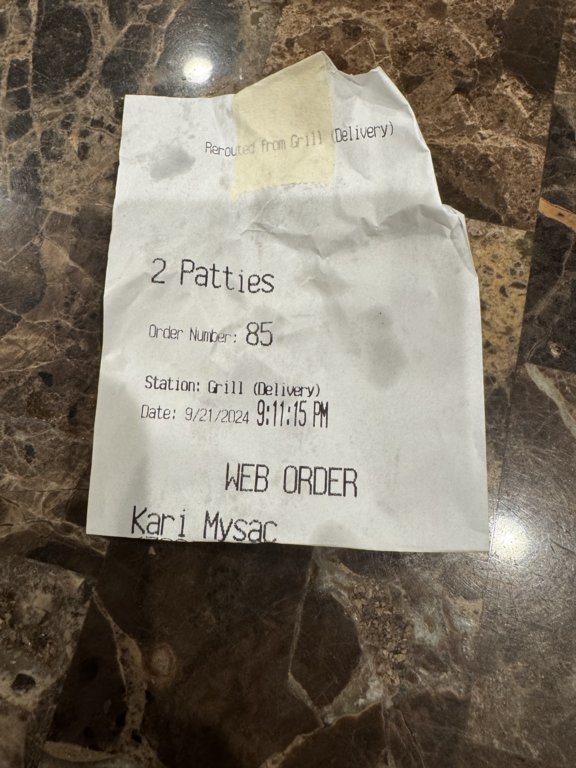 Rerouted from Grill (Delivery)
2 Patties
Order Number: 85
Station: Grill (Delivery)
Date: 9/21/2024 9:11:15 PM
WEB ORDER
Kari Mysac